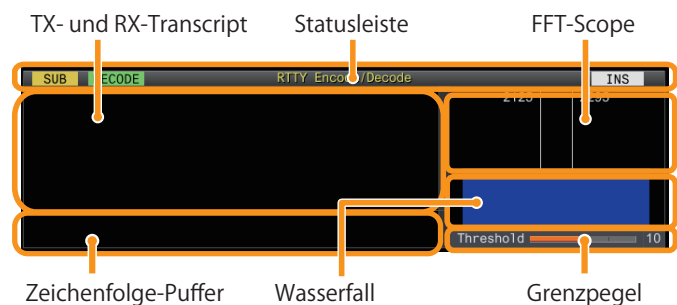 TX- und RX-Transcript Statusleiste FFT-Scope
SUB DECODE RTTY Encode/Decode INS
2125 2295
Threshold 10
Zeichenfolge-Puffer Wasserfall Grenzpegel